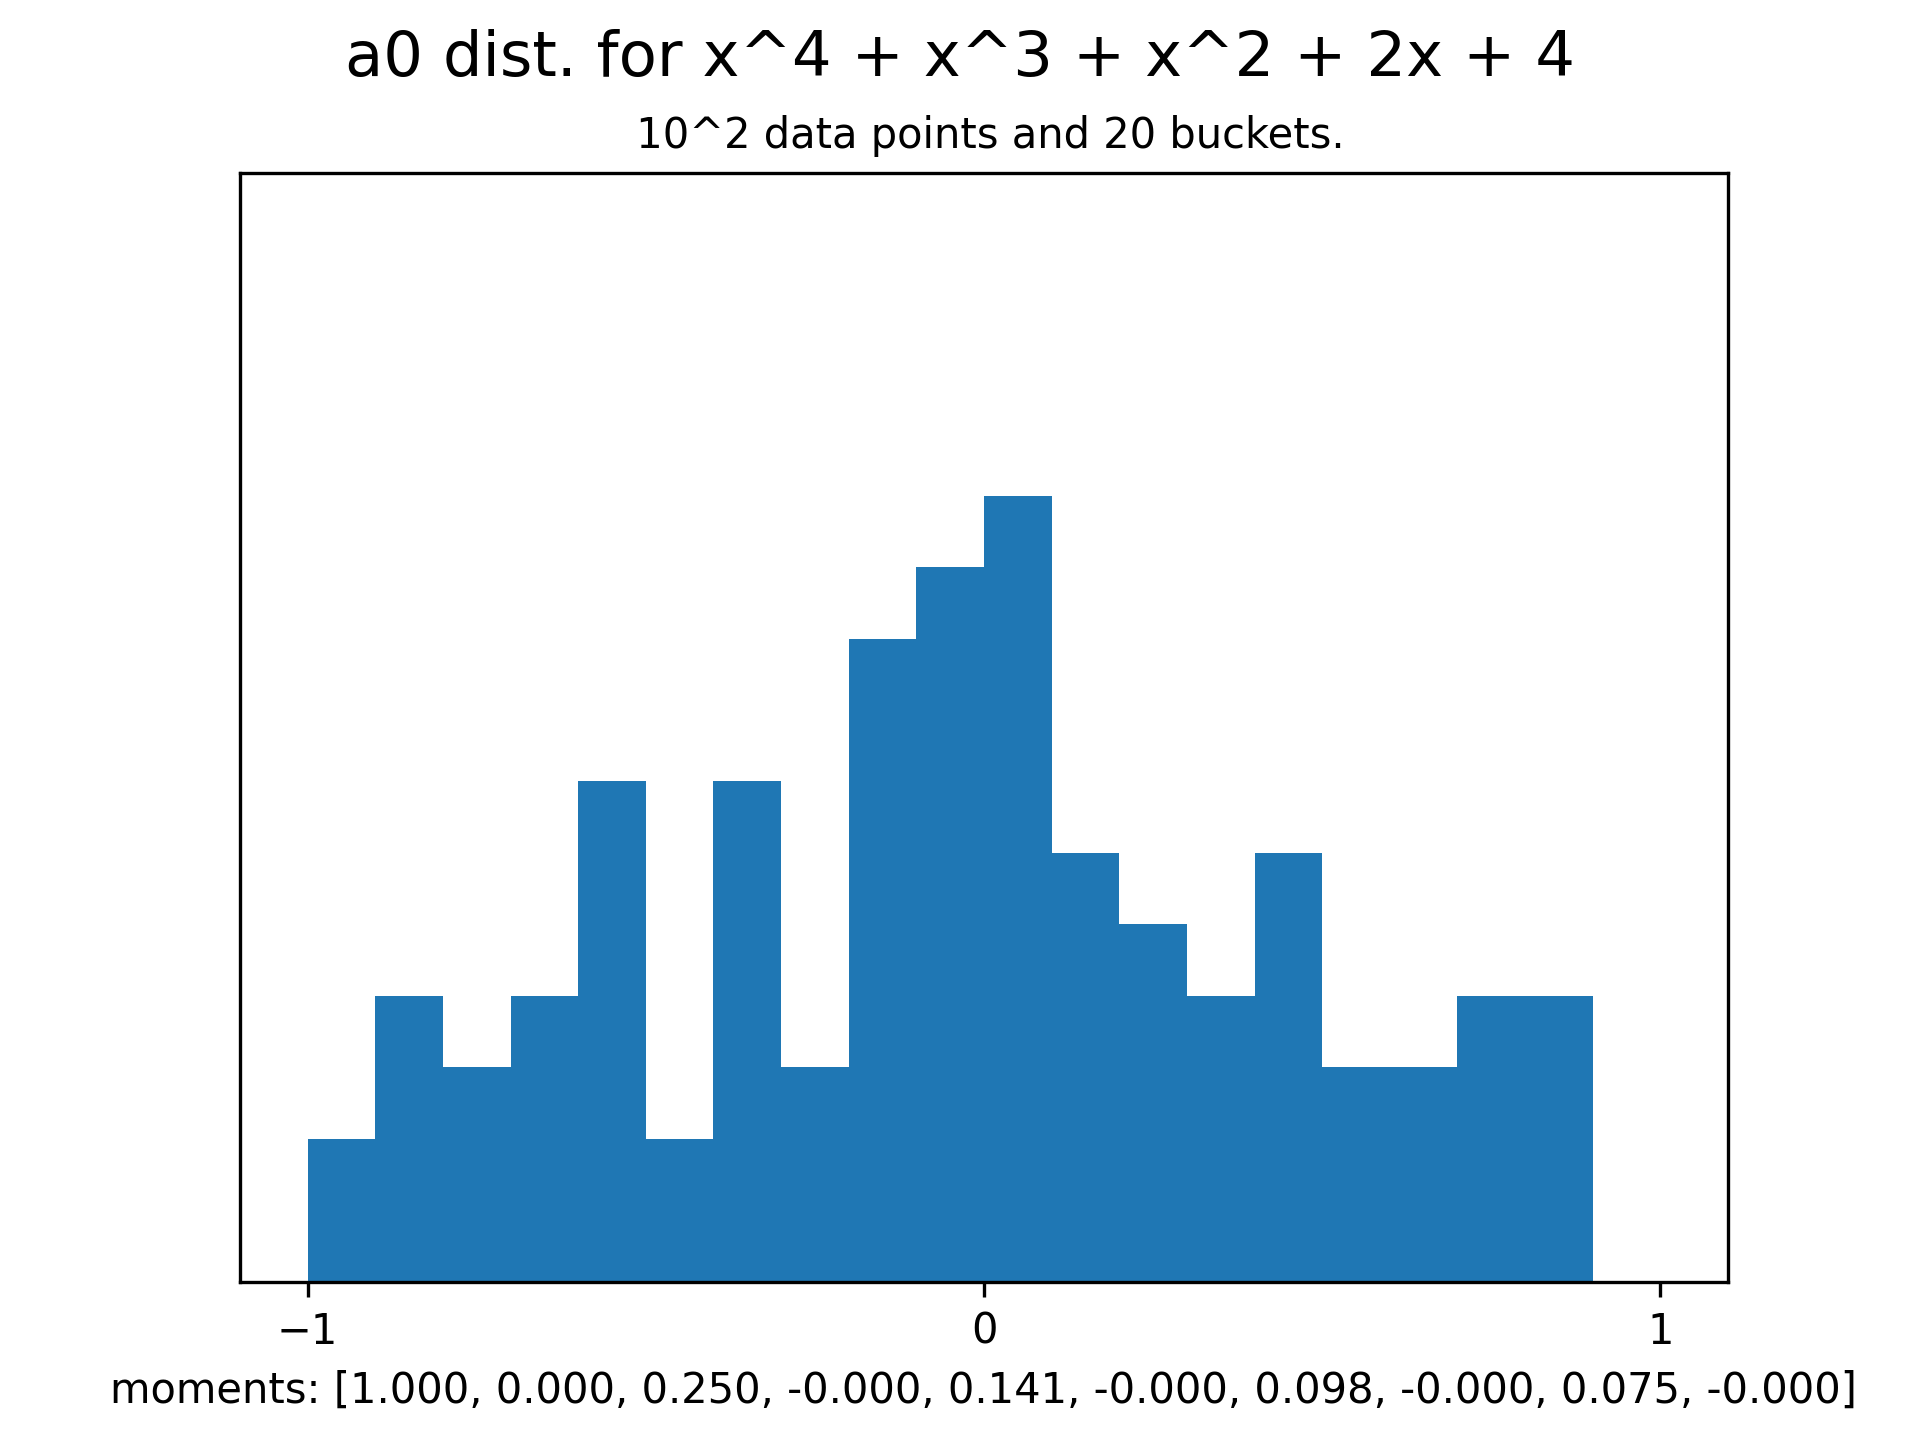 a0 dist. for x^4 + x^3 + x^2 + 2x + 4
10^2 data points and 20 buckets.
−1 0 1
moments: [1.000, 0.000, 0.250, -0.000, 0.141, -0.000, 0.098, -0.000, 0.075, -0.000]